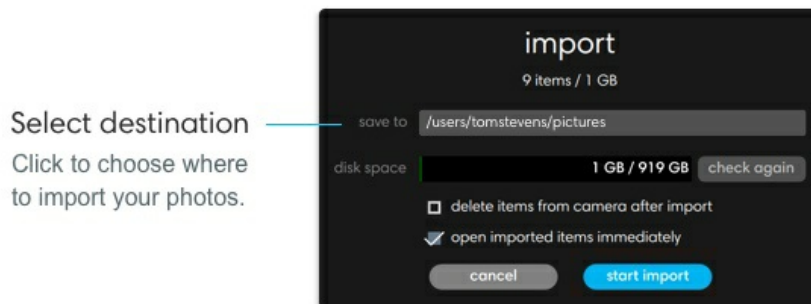 import
9 items / 1 GB
Select destination
Click to choose where
to import your photos.
save to /users/tomstevens/pictures
disk space 1 GB / 919 GB check again
delete items from camera after import
open imported items immediately
cancel start import